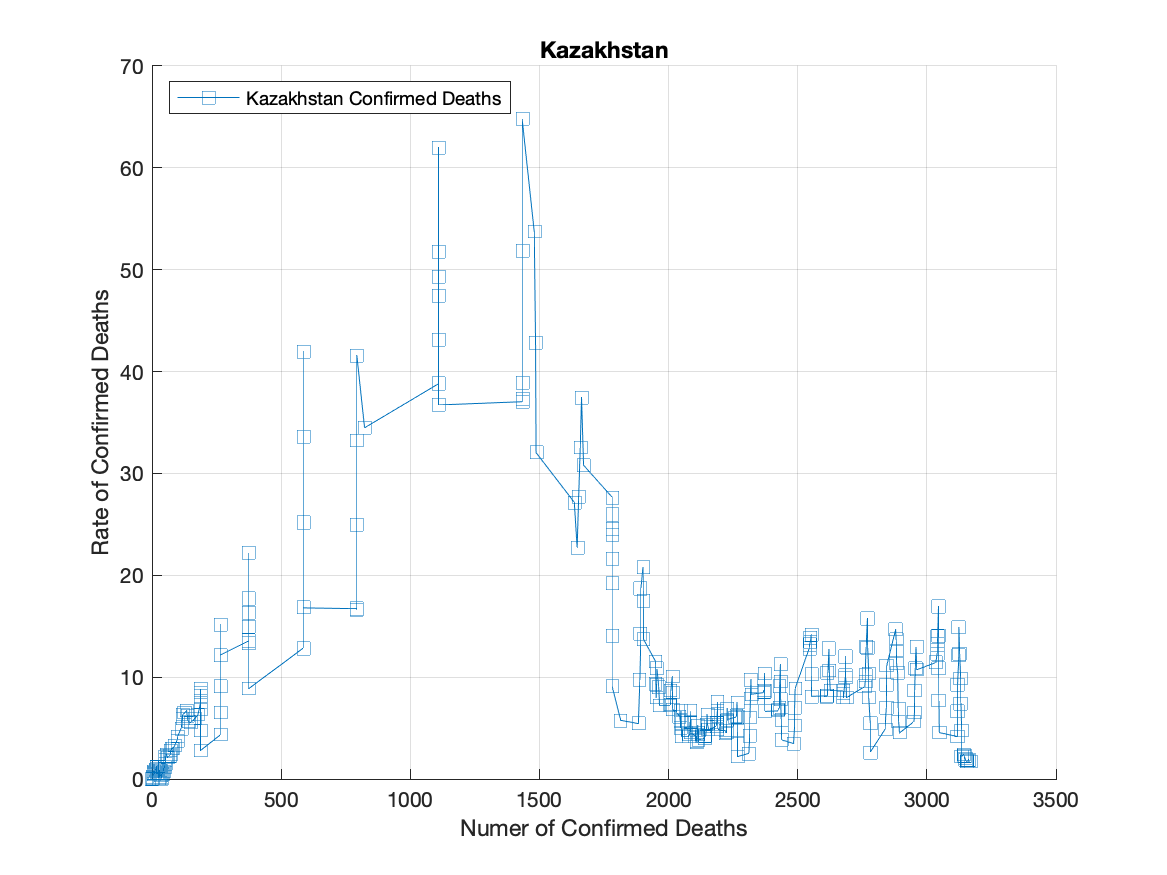 Kazakhstan
70
Kazakhstan Confirmed Deaths
60
50
40
30
20
10
0
Rate of Confirmed Deaths
0 500 1000 1500 2000 2500 3000 3500
Numer of Confirmed Deaths